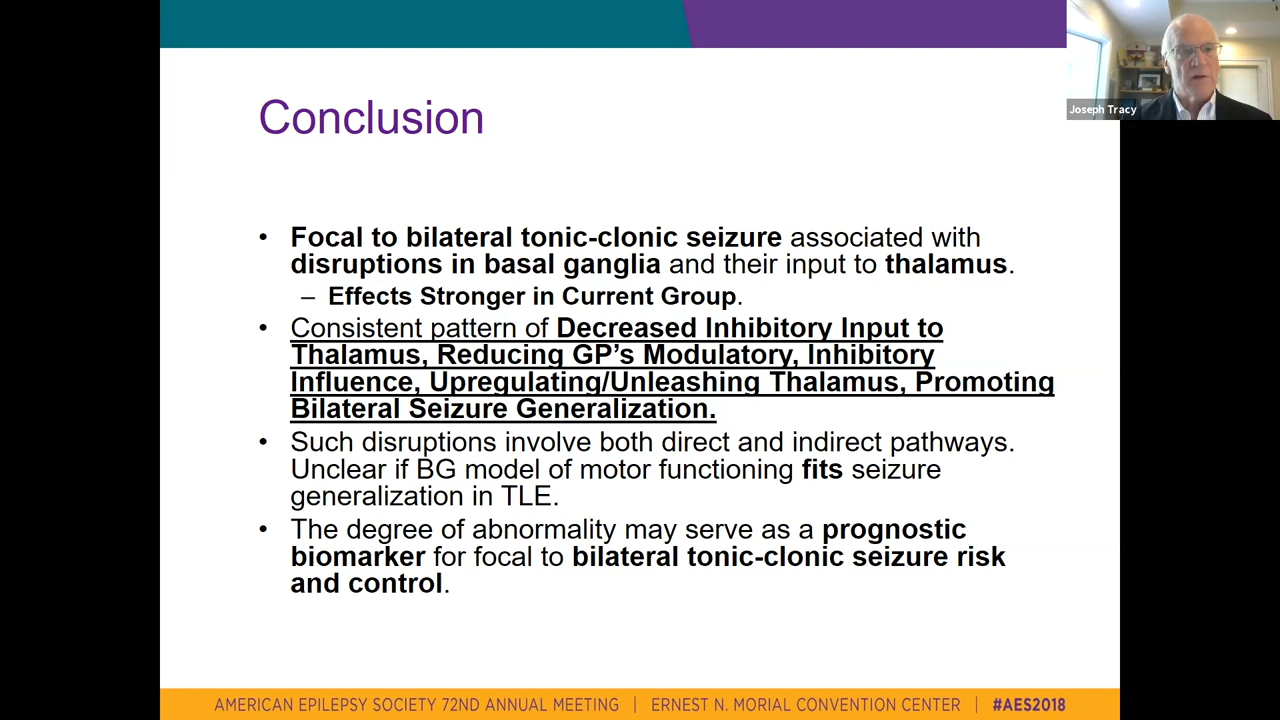 Joseph Tracy
Conclusion
• Focal to bilateral tonic-clonic seizure associated with
disruptions in basal ganglia and their input to thalamus.
– Effects Stronger in Current Group.
• Consistent pattern of Decreased Inhibitory Input to
Thalamus, Reducing GP's Modulatory, Inhibitory
Influence, Upregulating/Unleashing Thalamus, Promoting
Bilateral Seizure Generalization.
• Such disruptions involve both direct and indirect pathways.
Unclear if BG model of motor functioning fits seizure
generalization in TLE.
• The degree of abnormality may serve as a prognostic
biomarker for focal to bilateral tonic-clonic seizure risk
and control.
AMERICAN EPILEPSY SOCIETY 72ND ANNUAL MEETING | ERNEST N. MORIAL CONVENTION CENTER | #AES2018